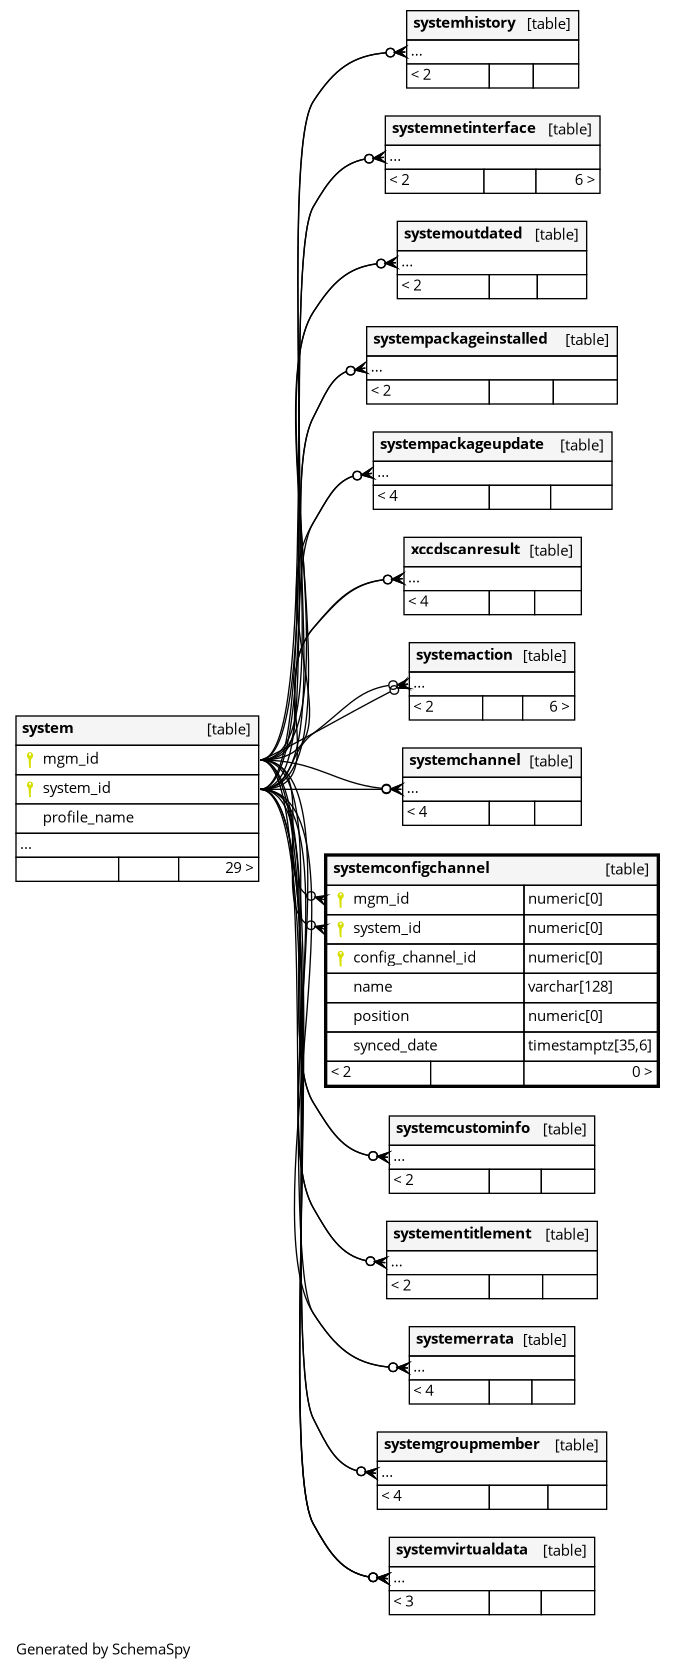 systemhistory [table]
...
< 2
systemnetinterface [table]
...
< 2 6 >
systemoutdated [table]
...
< 2
systempackageinstalled [table]
...
< 2
systempackageupdate [table]
...
< 4
xccdscanresult [table]
...
< 4
systemaction [table]
...
< 2 6 >
system [table]
mgm_id
system_id
profile_name
...
29 >
systemchannel [table]
...
< 4
systemconfigchannel [table]
mgm_id numeric[0]
system_id numeric[0]
config_channel_id numeric[0]
name varchar[128]
position numeric[0]
synced_date timestamptz[35,6]
< 2 0 >
systemcustominfo [table]
...
< 2
systementitlement [table]
...
< 2
systemerrata [table]
...
< 4
systemgroupmember [table]
...
< 4
systemvirtualdata [table]
...
< 3
Generated by SchemaSpy